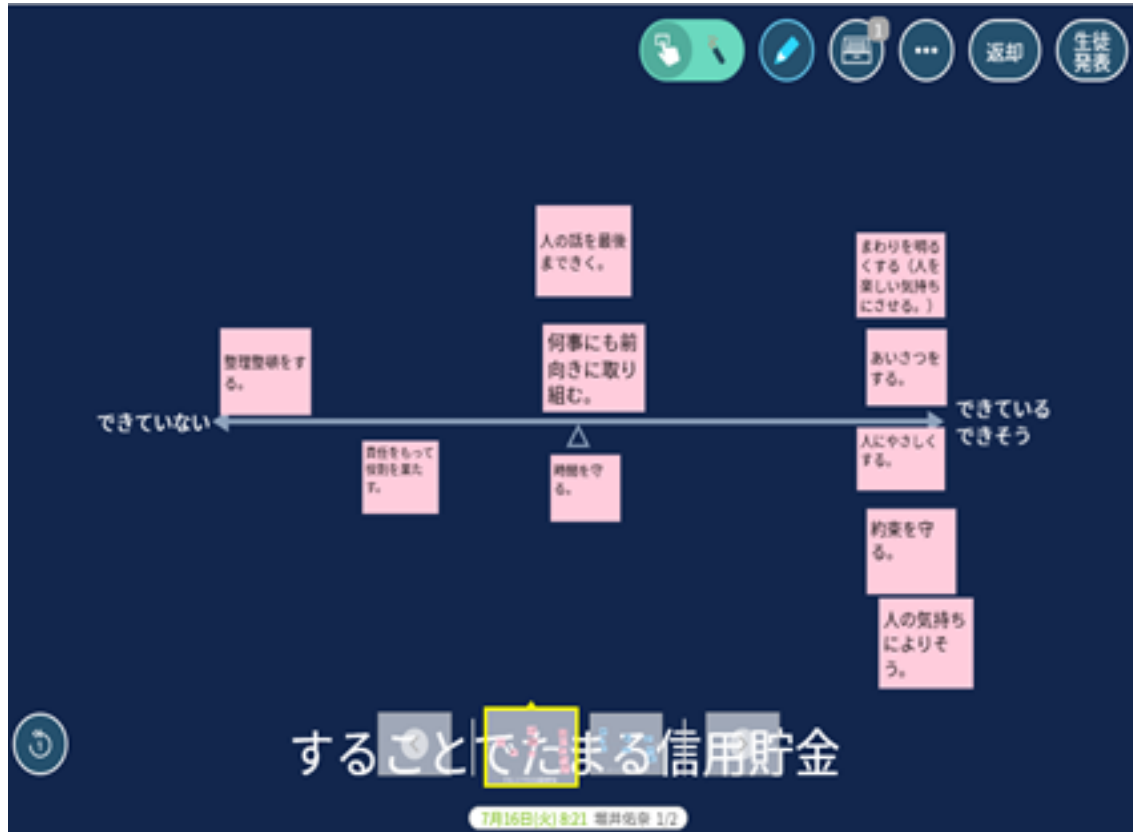 1
•••
返却
生徒
発表
人の話を最後
まできく。
まわりを明る
くする（人を
楽しい気持ち
にさせる。）
整理整頓をす
る。
何事にも前
向きに取り
組む。
あいさつを
する。
できていない
できている
できそう
責任をもって
役割を果た
す。
時間を守
る。
人にやさしく
する。
約束を守
る。
人の気持ち
によりそ
う。
することでたまる信用貯金
7月16日(火) 8:21 堀井佑奈 1/2